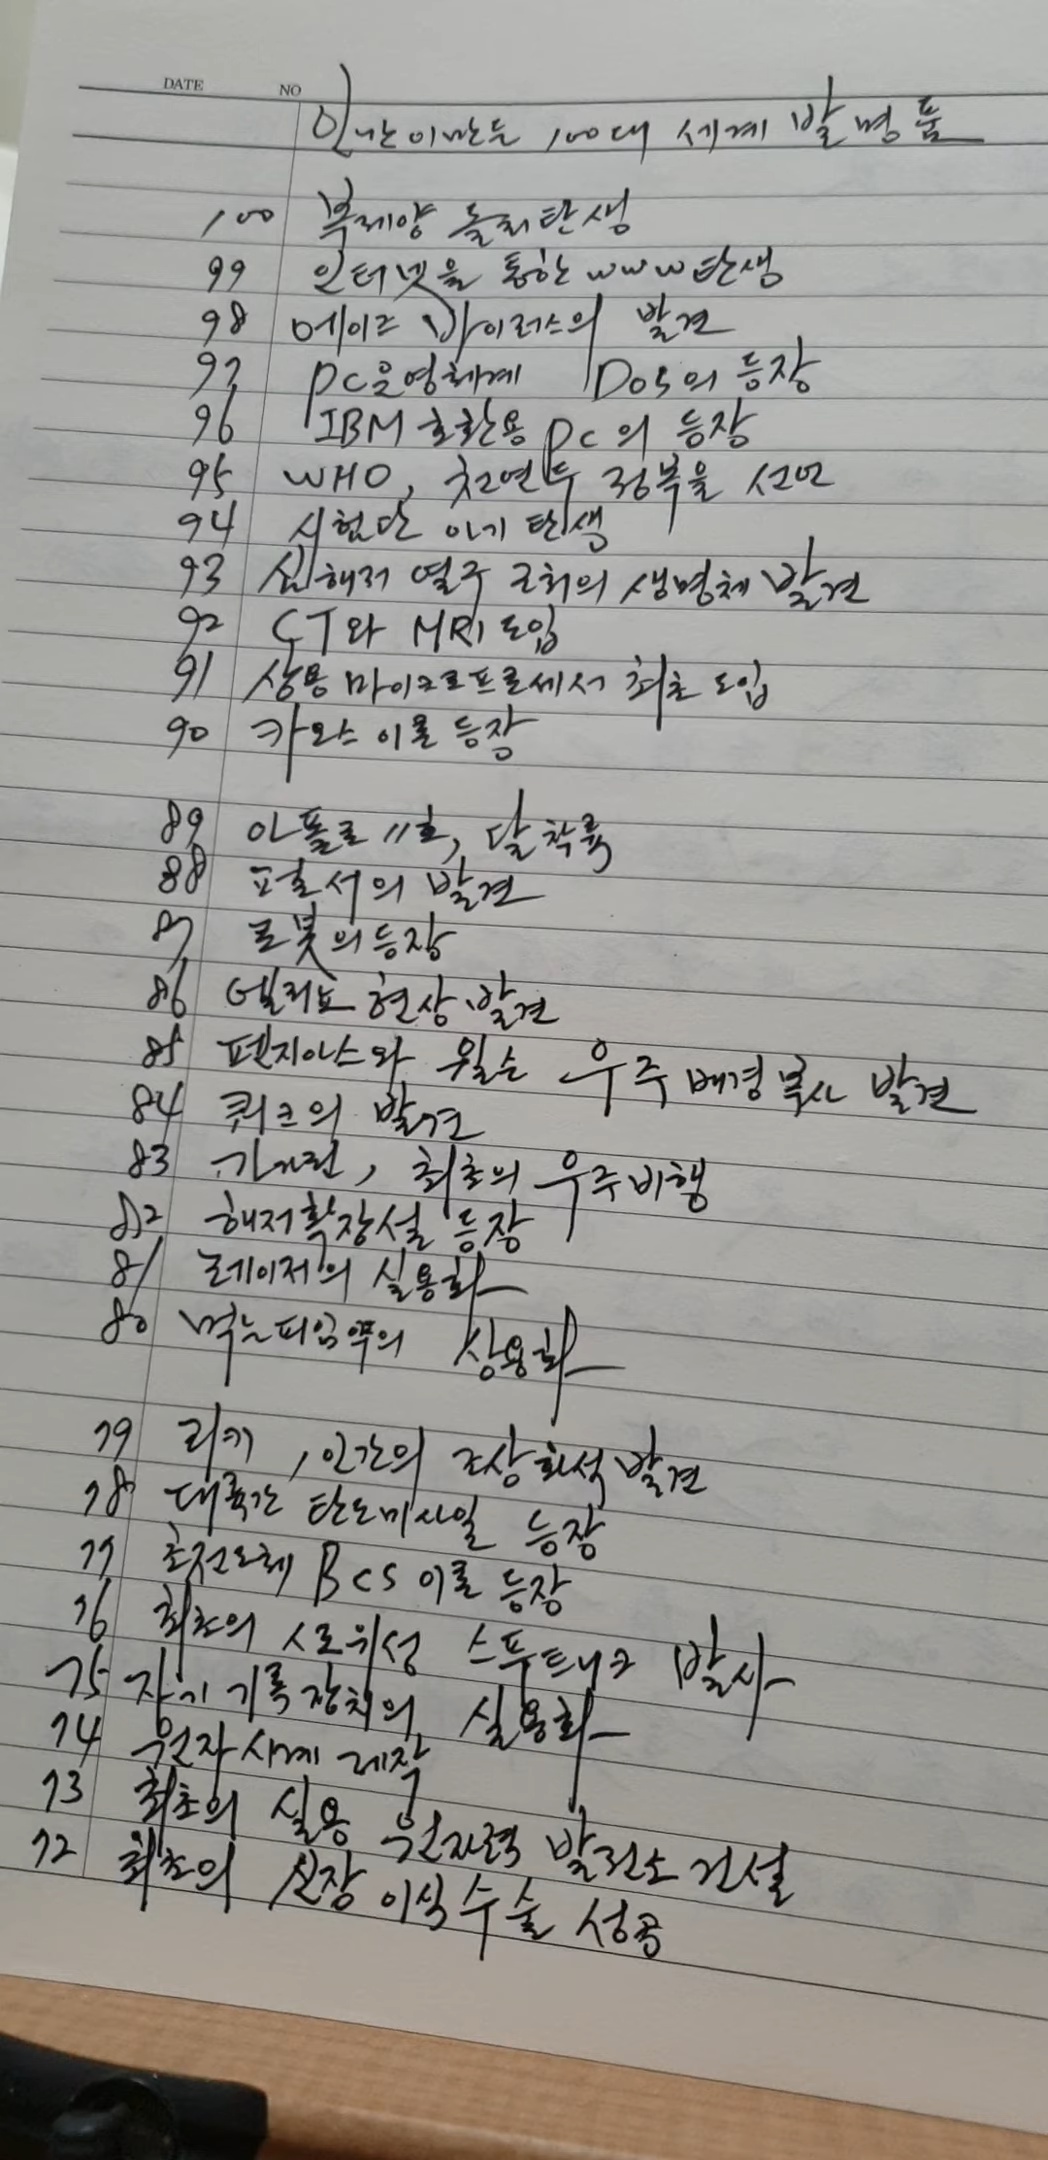 DATE NO
인간이만든 100대 세계 발명품
100 복제양 돌리탄생
99 인터넷을 통한 www탄생
98 에이즈 바이러스의 발견
97 PC운영체계 DOS의 등장
96 IBM 호환용 PC의 등장
95 WHO, 천연두 정복을 선언
94 시험관 아기 탄생
93 심해저 열구 근처의 생명체 발견
92 CT와 MRI 도입
91 상용 마이크로프로세서 최초 도입
90 카오스 이론 등장
89 아폴로 11호, 달착륙
88 펄서의 발견
87 로봇의 등장
86 엘리뇨 현상 발견
85 펜지아스와 윌슨 우주배경복사 발견
84 쿼크의 발견
83 가가린, 최초의 우주비행
82 해저확장설 등장
81 레이저의 실용화
80 먹는피임약의 상용화
79 리키, 인간의 조상화석 발견
78 대륙간 탄도미사일 등장
77 초전도체 BCS 이론 등장
76 최초의 인공위성 스푸트니크 발사
75 자기기록장치의 실용화
74 원자시계 제작
73 최초의 실용 원자력 발전소 건설
72 최초의 신장 이식수술 성공